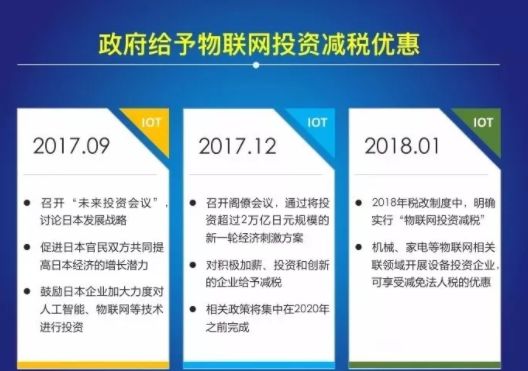 政府给予物联网投资减税优惠
IOT
2017.09
● 召开“未来投资会议”,
讨论日本发展战略
● 促进日本官民双方共同提
高日本经济的增长潜力
● 鼓励日本企业加大力度对
人工智能、物联网等技术
进行投资
IOT
2017.12
● 召开阁僚会议，通过将投
资超过2万亿日元规模的
新一轮经济刺激方案
● 对积极加薪、投资和创新
的企业给予减税
● 相关政策将集中在2020年
之前完成
IOT
2018.01
● 2018年税改制度中，明确
实行“物联网投资减税”
● 机械、家电等物联网相关
联领域开展设备投资企业,
可享受减免法人税的优惠